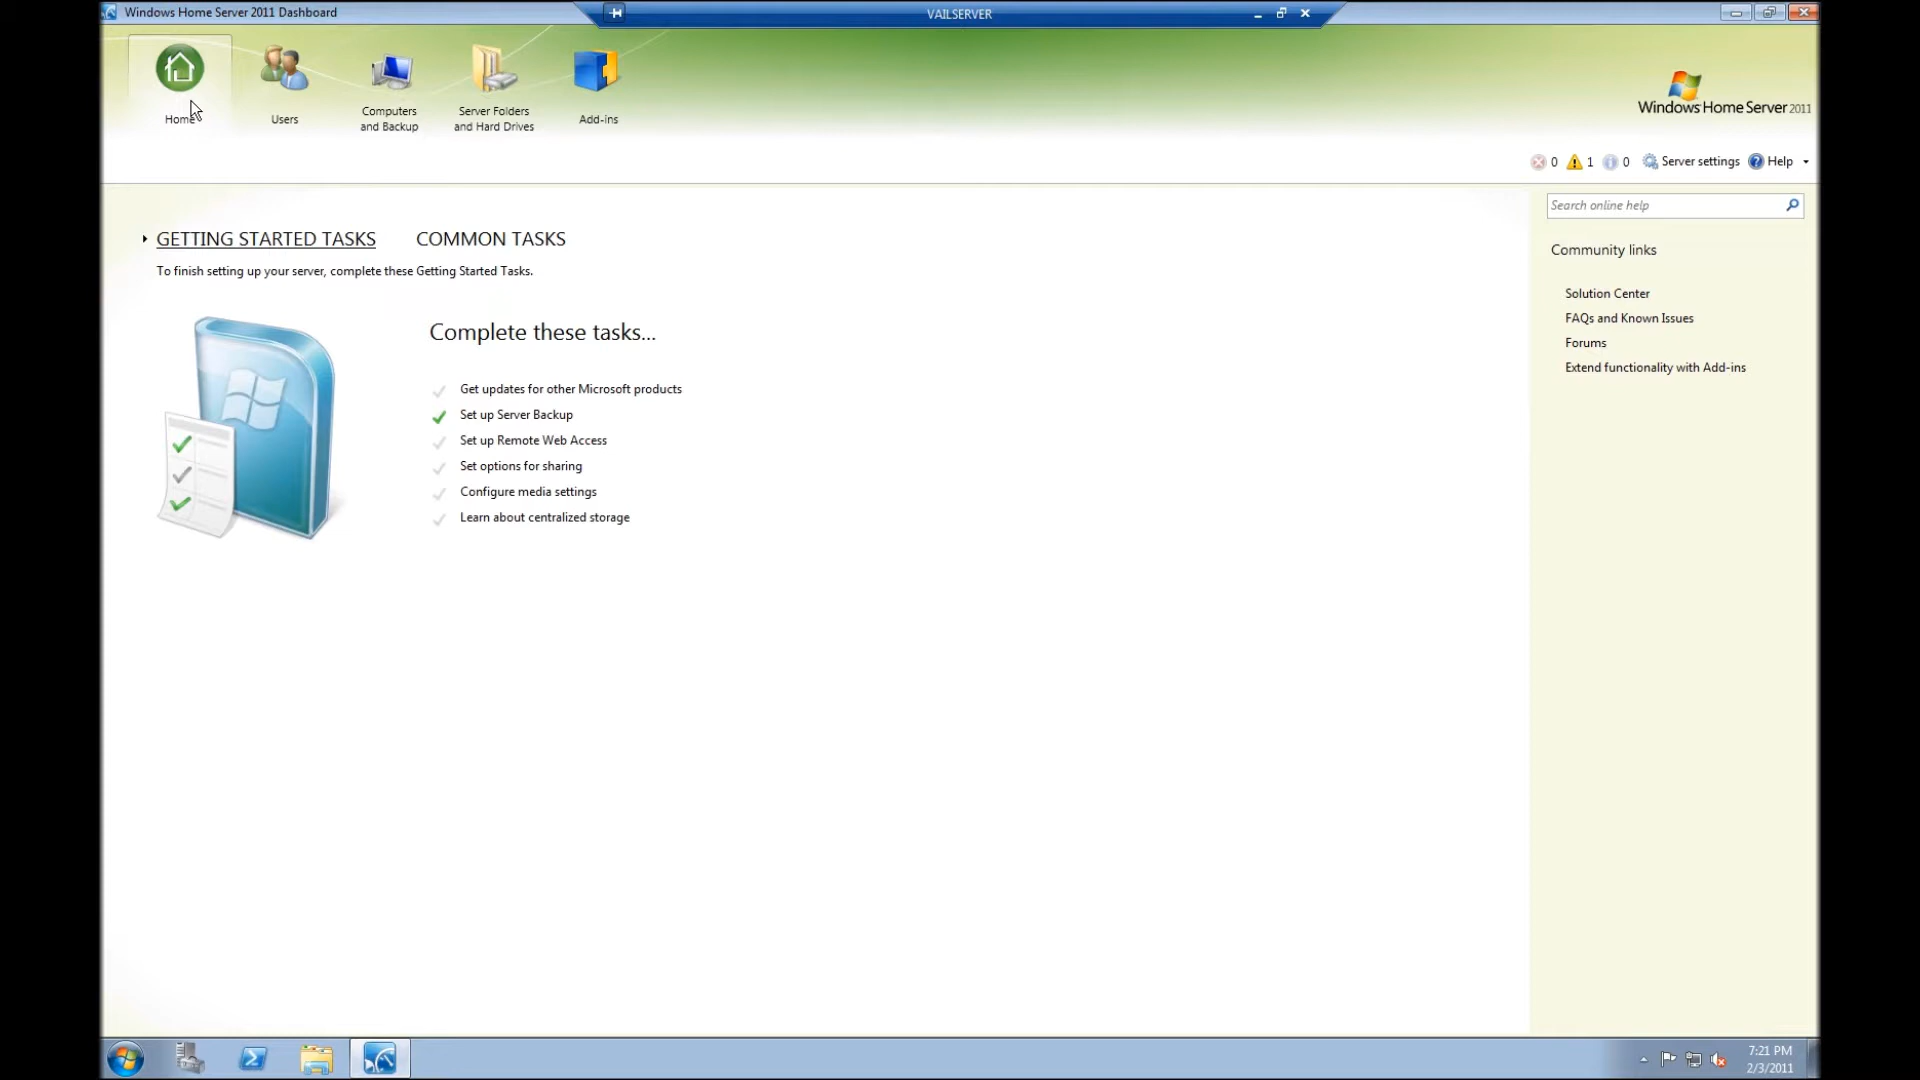 Windows Home Server 2011 Dashboard
VAILSERVER
Home
Users
Computers
and Backup
Server Folders
and Hard Drives
Add-ins
Windows Home Server 2011
0 1 0 Server settings Help
Search online help
GETTING STARTED TASKS COMMON TASKS
To finish setting up your server, complete these Getting Started Tasks.
Complete these tasks...
Get updates for other Microsoft products
Set up Server Backup
Set up Remote Web Access
Set options for sharing
Configure media settings
Learn about centralized storage
Community links
Solution Center
FAQs and Known Issues
Forums
Extend functionality with Add-ins
7:21 PM
2/3/2011